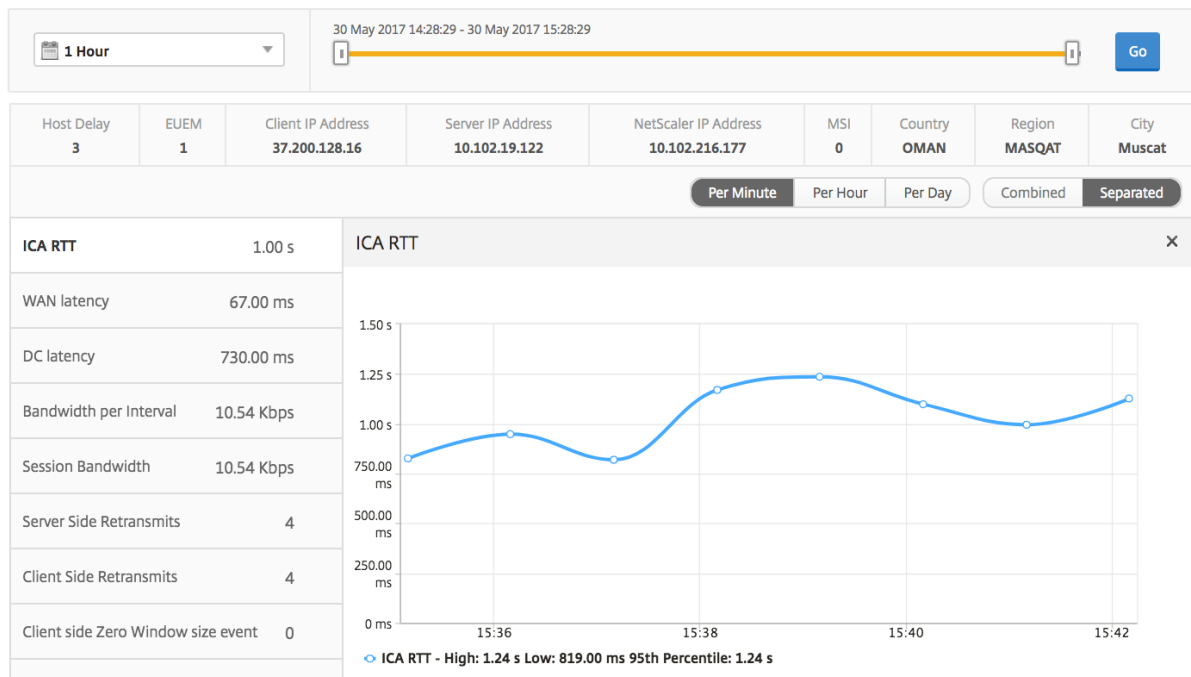 30 May 2017 14:28:29 - 30 May 2017 15:28:29
1 Hour
Go
Host Delay EUEM Client IP Address Server IP Address NetScaler IP Address MSI Country Region City
3 1 37.200.128.16 10.102.19.122 10.102.216.177 0 OMAN MASQAT Muscat
Per Minute Per Hour Per Day Combined Separated
ICA RTT 1.00 s
WAN latency 67.00 ms
DC latency 730.00 ms
Bandwidth per Interval 10.54 Kbps
Session Bandwidth 10.54 Kbps
Server Side Retransmits 4
Client Side Retransmits 4
Client side Zero Window size event 0
ICA RTT ×
1.50 s
1.25 s
1.00 s
750.00
ms
500.00
ms
250.00
ms
0 ms
15:36 15:38 15:40 15:42
ICA RTT - High: 1.24 s Low: 819.00 ms 95th Percentile: 1.24 s